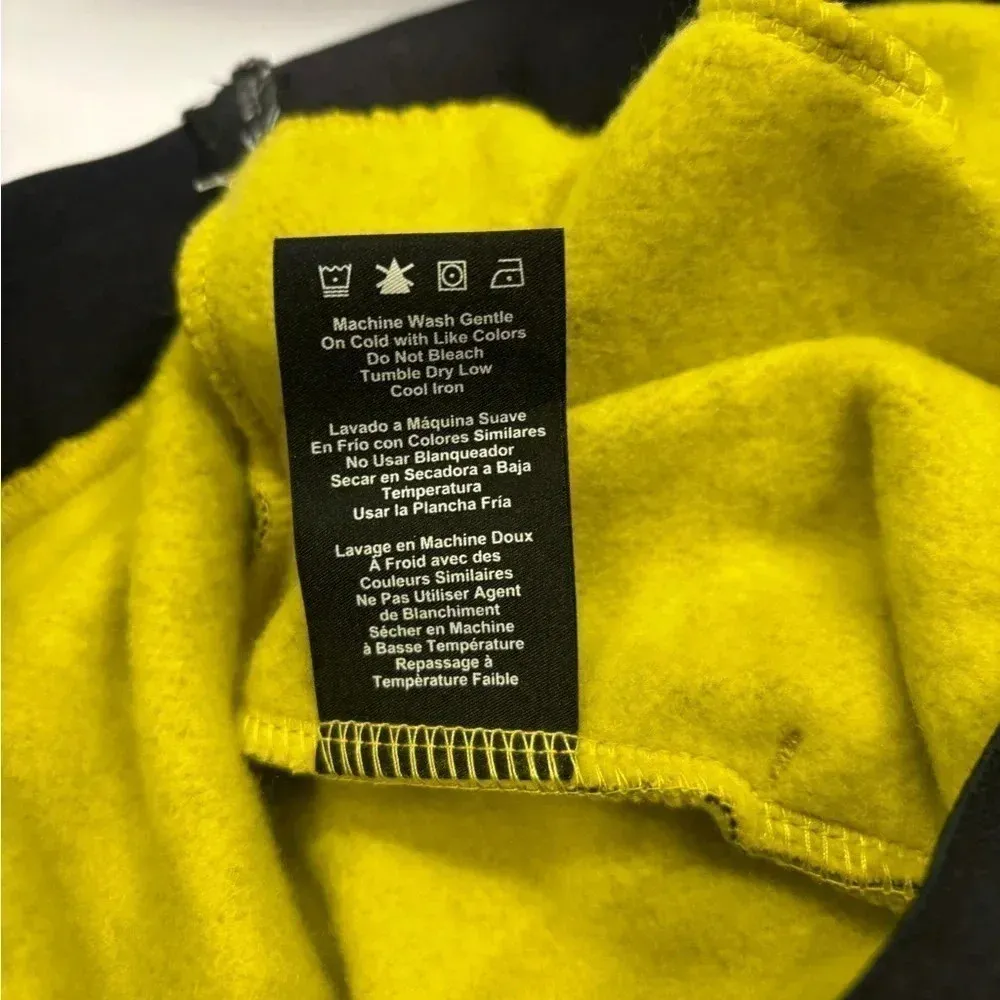 Machine Wash Gentle
On Cold with Like Colors
Do Not Bleach
Tumble Dry Low
Cool Iron
Lavado a Máquina Suave
En Frío con Colores Similares
No Usar Blanqueador
Secar en Secadora a Baja
Temperatura
Usar la Plancha Fría
Lavage en Machine Doux
À Froid avec des
Couleurs Similaires
Ne Pas Utiliser Agent
de Blanchiment
Sécher en Machine
à Basse Température
Repassage à
Température Faible